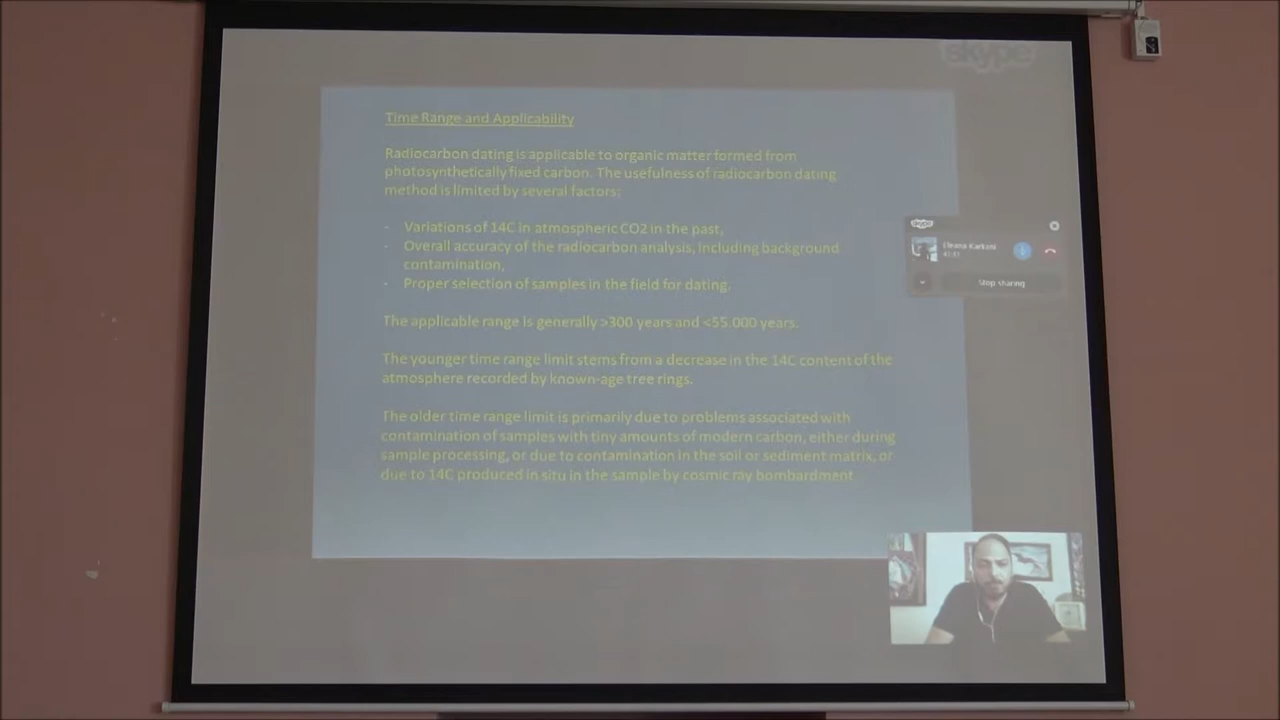 skype
Time Range and Applicability
Radiocarbon dating is applicable to organic matter formed from
photosynthetically fixed carbon. The usefulness of radiocarbon dating
method is limited by several factors:
- Variations of 14C in atmospheric CO2 in the past,
- Overall accuracy of the radiocarbon analysis, including background
contamination,
- Proper selection of samples in the field for dating.
The applicable range is generally >300 years and <55.000 years.
The younger time range limit stems from a decrease in the 14C content of the
atmosphere recorded by known-age tree rings.
The older time range limit is primarily due to problems associated with
contamination of samples with tiny amounts of modern carbon, either during
sample processing, or due to contamination in the soil or sediment matrix, or
due to 14C produced in situ in the sample by cosmic ray bombardment
skype
Stop sharing